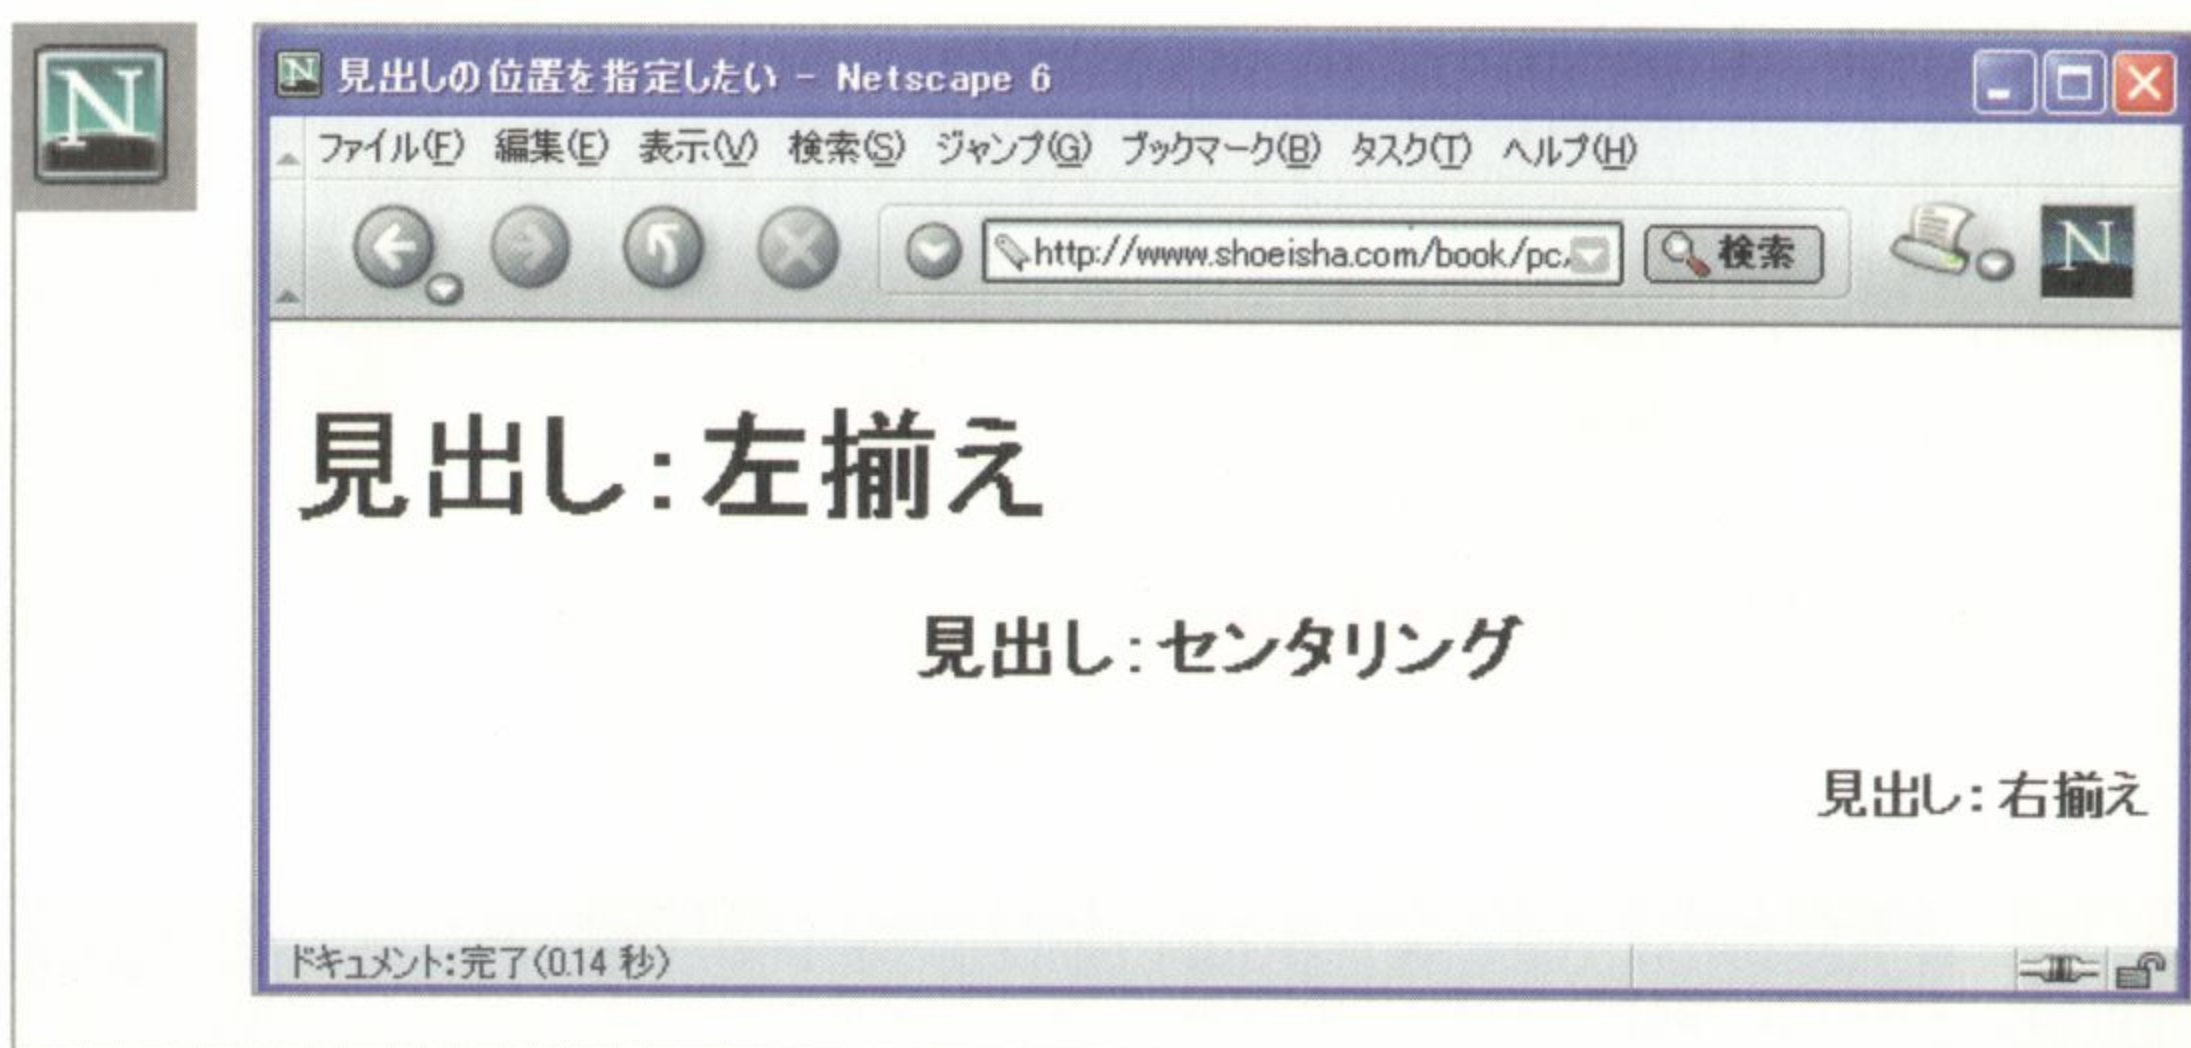 N
見出しの位置を指定したい - Netscape 6
ファイル(F) 編集(E) 表示(V) 検索(S) ジャンプ(G) ブックマーク(B) タスク(T) ヘルプ(H)
http://www.shoeisha.com/book/pc/ 検索 N
見出し:左揃え
見出し:センタリング
見出し:右揃え
ドキュメント:完了(0.14 秒)